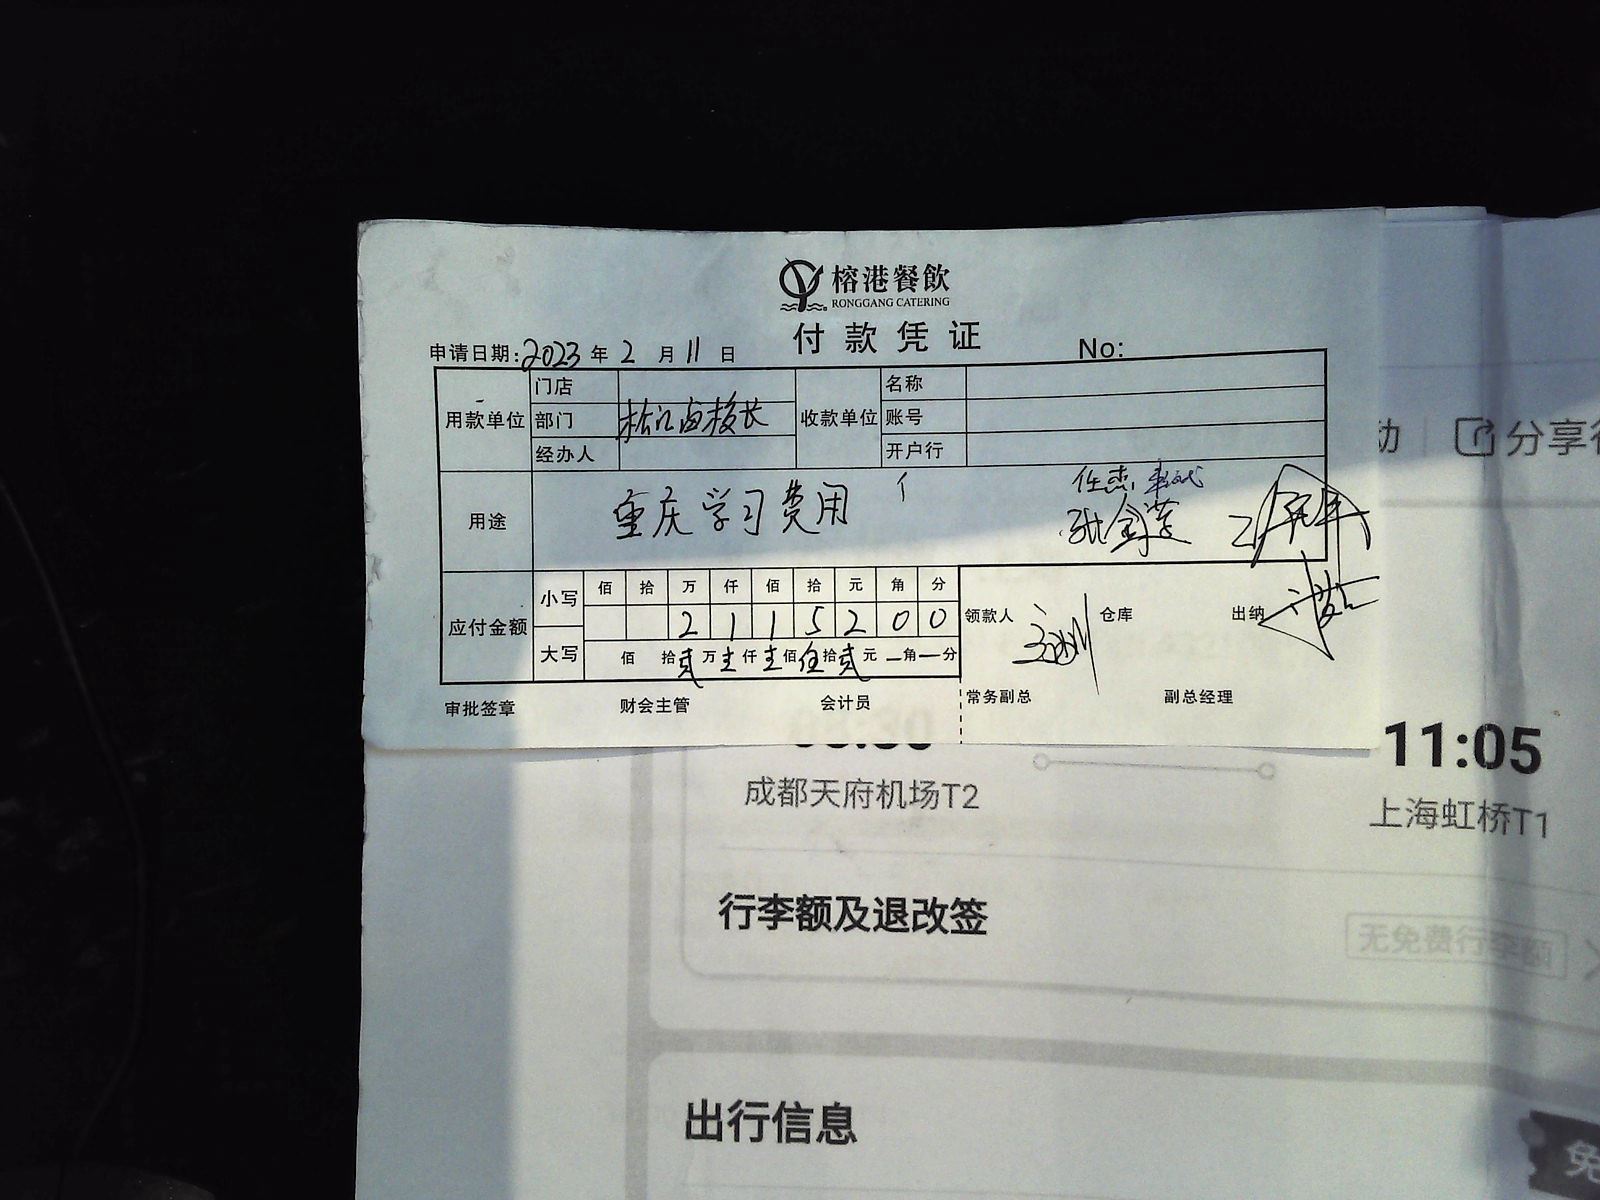 榕港餐飲
RONGGANG CATERING
付款凭证
申请日期:2023年2月11日 No:
用款单位 门店 收款单位 名称
部门 账号
经办人 开户行
用途 重庆学习费用 任杰
张金莲
应付金额 小写 佰 拾 万 仟 佰 拾 元 角 分
2 1 1 5 2 0 0
大写 佰 拾 贰 万 壹 仟 壹 佰 伍 拾 贰 元 一角一分
领款人 仓库 出纳
审批签章 财会主管 会计员 常务副总 副总经理
动 分享
11:05
成都天府机场T2 上海虹桥T1
行李额及退改签
无免费行李额
出行信息
免